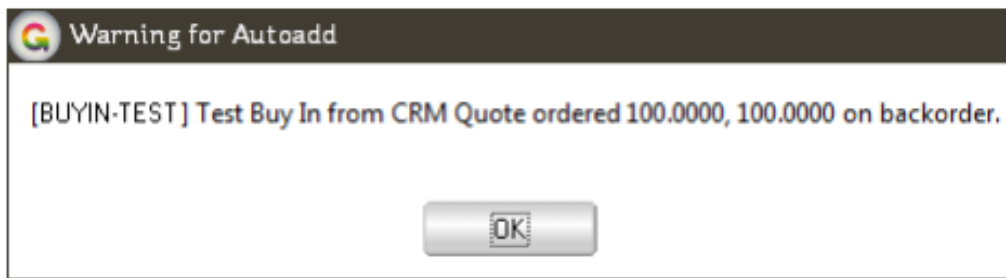 G
Warning for Autoadd
[BUYIN-TEST] Test Buy In from CRM Quote ordered 100.0000, 100.0000 on backorder.
OK